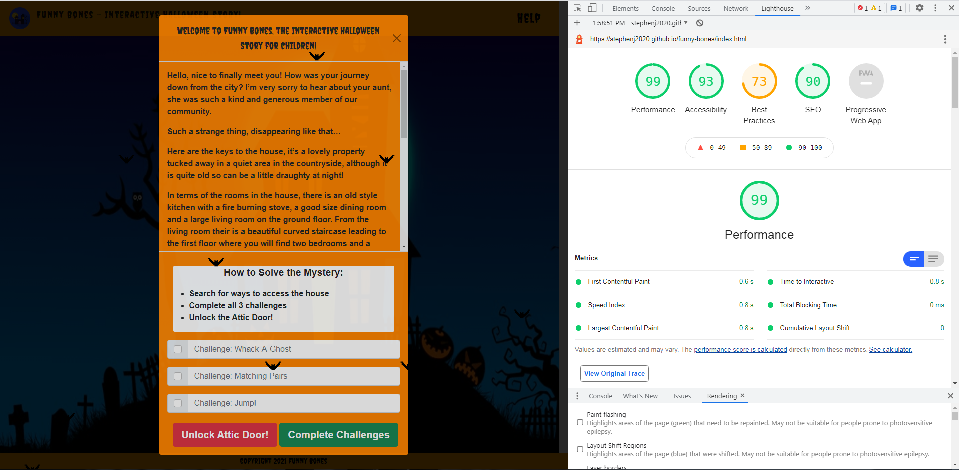 FUNNY BONES - INTERACTIVE HALLOWEEN STORY!
HELP
WELCOME TO FUNNY BONES, THE INTERACTIVE HALLOWEEN
STORY FOR CHILDREN!
Hello, nice to finally meet you! How was your journey
down from the city? I'm very sorry to hear about your aunt,
she was such a kind and generous member of our
community.
Such a strange thing, disappearing like that...
Here are the keys to the house, it's a lovely property
tucked away in a quiet area in the countryside, although it
is quite old so can be a little draughty at night!
In terms of the rooms in the house, there is an old style
kitchen with a fire burning stove, a good size dining room
and a large living room on the ground floor. From the
living room their is a beautiful curved staircase leading to
the first floor where you will find two bedrooms and a
How to Solve the Mystery:
• Search for ways to access the house
• Complete all 3 challenges
• Unlock the Attic Door!
Challenge: Whack A Ghost
Challenge: Matching Pairs
Challenge: Jump!
Unlock Attic Door!
Complete Challenges
COPYRIGHT 2021 FUNNY BONES
Elements Console Sources Network Lighthouse » 1 1 1
+ 1:58:51 PM - stephenj2020.gith
https://stephenj2020.github.io/funny-bones/index.html
99 93 73 90 PWA
Performance Accessibility Best Practices SEO Progressive Web App
0-49 50-89 90-100
99
Performance
Metrics
First Contentful Paint 0.6 s
Time to Interactive 0.8 s
Speed Index 0.8 s
Total Blocking Time 0 ms
Largest Contentful Paint 0.8 s
Cumulative Layout Shift 0
Values are estimated and may vary. The performance score is calculated directly from these metrics. See calculator.
View Original Trace
Console What's New Issues Rendering ×
Paint flashing
Highlights areas of the page (green) that need to be repainted. May not be suitable for people prone to photosensitive
epilepsy.
Layout Shift Regions
Highlights areas of the page (blue) that were shifted. May not be suitable for people prone to photosensitive epilepsy.
Layer borders